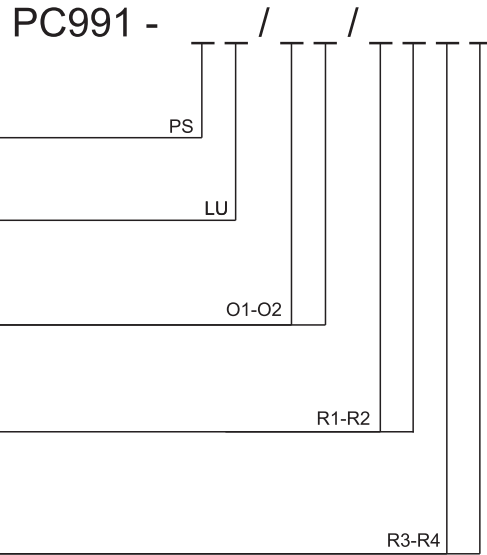 PC991 - _ _ / _ _ / _ _ _ _
PS
LU
O1-O2
R1-R2
R3-R4